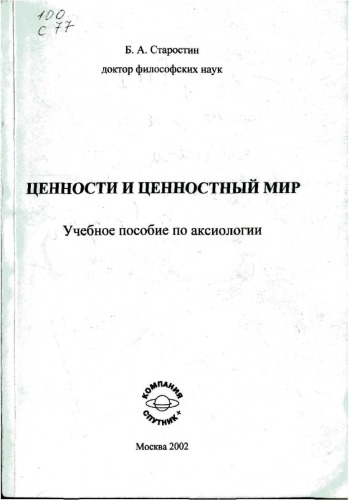 100
С 77
Б. А. Старостин
доктор философских наук
ЦЕННОСТИ И ЦЕННОСТНЫЙ МИР
Учебное пособие по аксиологии
КОМПАНИЯ
СПУТНИК+
Москва 2002